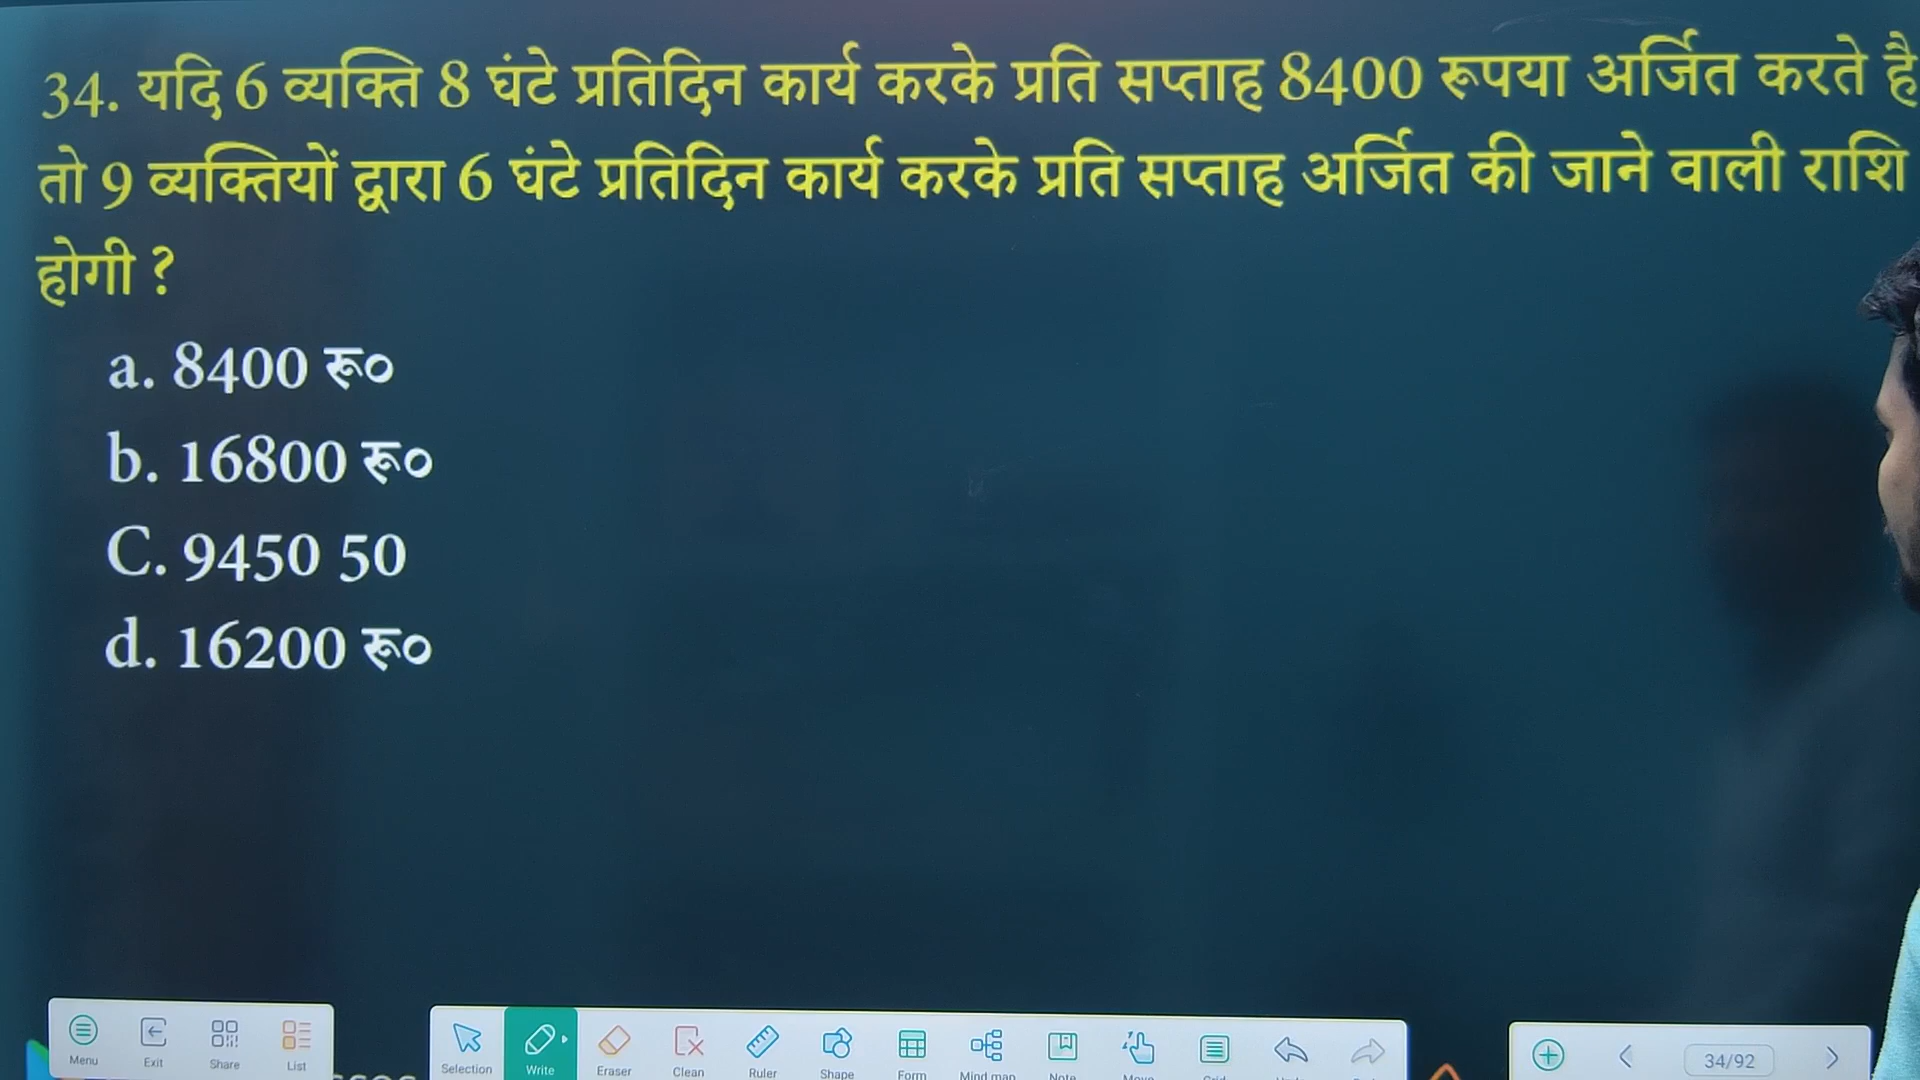 34. यदि 6 व्यक्ति 8 घंटे प्रतिदिन कार्य करके प्रति सप्ताह 8400 रूपया अर्जित करते है
तो 9 व्यक्तियों द्वारा 6 घंटे प्रतिदिन कार्य करके प्रति सप्ताह अर्जित की जाने वाली राशि
होगी ?
a. 8400 रू०
b. 16800 रू०
C. 9450 50
d. 16200 रू०
Menu Exit Share List
Selection Write Eraser Clean Ruler Shape Form Mind map Note Move Grid
34/92